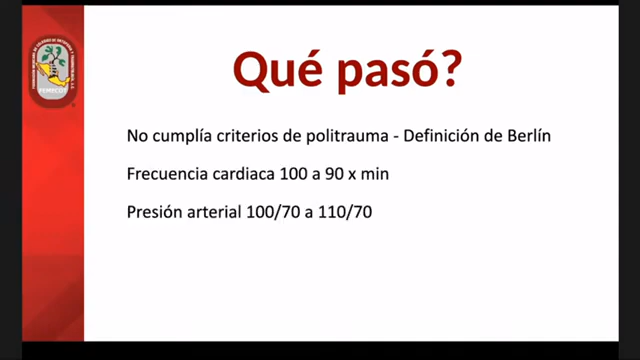 Qué pasó?
No cumplía criterios de politrauma - Definición de Berlín
Frecuencia cardiaca 100 a 90 x min
Presión arterial 100/70 a 110/70
FEMECOT